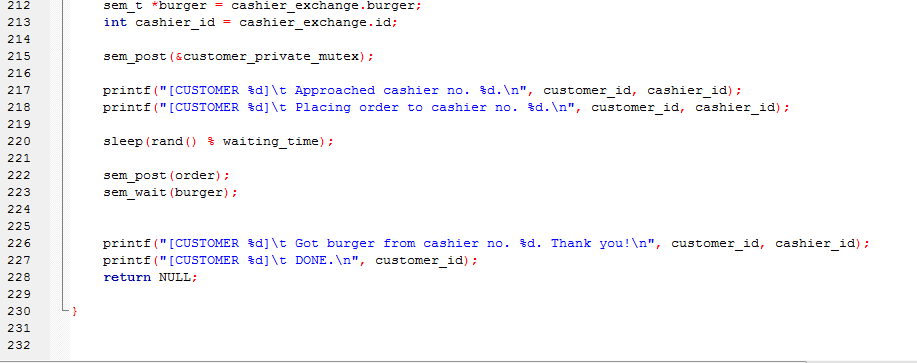 212 sem_t *burger = cashier_exchange.burger;
213 int cashier_id = cashier_exchange.id;
214
215 sem_post(&customer_private_mutex);
216
217 printf("[CUSTOMER %d]\t Approached cashier no. %d.\n", customer_id, cashier_id);
218 printf("[CUSTOMER %d]\t Placing order to cashier no. %d.\n", customer_id, cashier_id);
219
220 sleep(rand() % waiting_time);
221
222 sem_post(order);
223 sem_wait(burger);
224
225
226 printf("[CUSTOMER %d]\t Got burger from cashier no. %d. Thank you!\n", customer_id, cashier_id);
227 printf("[CUSTOMER %d]\t DONE.\n", customer_id);
228 return NULL;
229
230 }
231
232